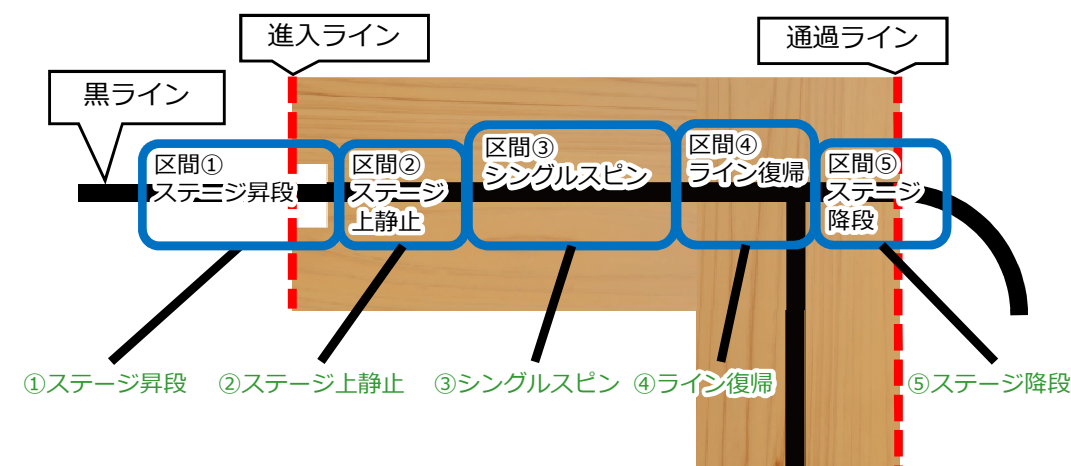 進入ライン
通過ライン
黒ライン
区間①
ステージ昇段
区間②
ステージ
上静止
区間③
シングルスピン
区間④
ライン復帰
区間⑤
ステージ
降段
①ステージ昇段
②ステージ上静止
③シングルスピン
④ライン復帰
⑤ステージ降段